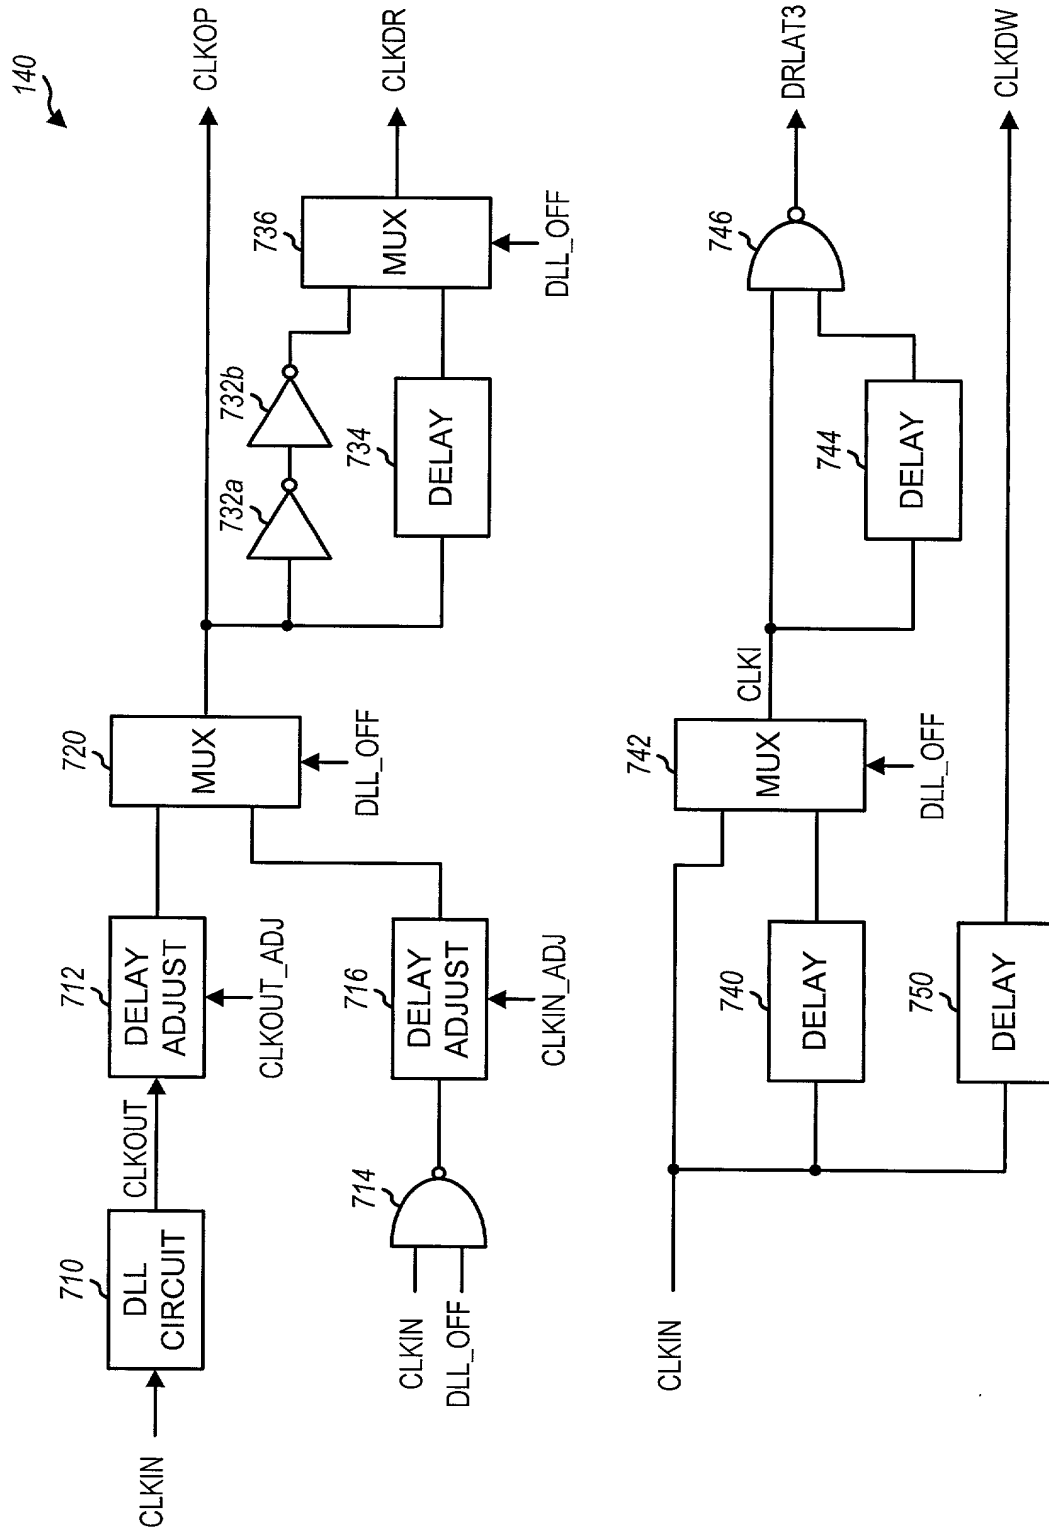 140
CLKIN
710
DLL
CIRCUIT
CLKOUT
712
DELAY
ADJUST
CLKOUT_ADJ
720
MUX
DLL_OFF
CLKOP
CLKIN
DLL_OFF
714
716
DELAY
ADJUST
CLKIN_ADJ
732a
732b
734
DELAY
736
MUX
DLL_OFF
CLKDR
CLKIN
740
DELAY
742
MUX
DLL_OFF
CLKI
744
DELAY
746
DRLAT3
750
DELAY
CLKDW